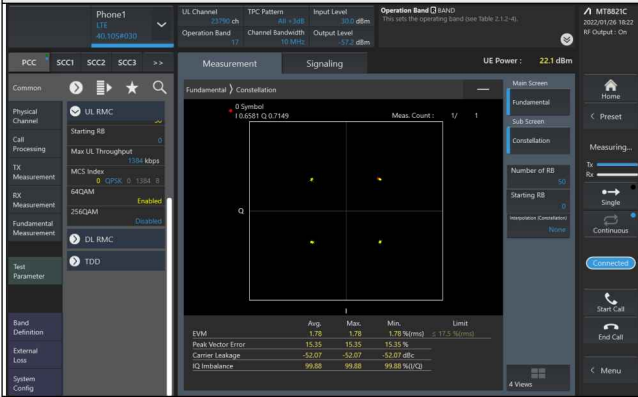 Phone1
LTE
40.105#030
UL Channel
23790 ch
TPC Pattern
All +3dB
Input Level
30.0 dBm
Operation Band
17
Channel Bandwidth
10 MHz
Output Level
-57.2 dBm
Operation Band BAND
This sets the operating band (see Table 2.1.2-4).
MT8821C
2022/01/26 18:22
RF Output : On
PCC
SCC1
SCC2
SCC3
>>
Measurement
Signaling
UE Power : 22.1 dBm
Common
Physical
Channel
Call
Processing
TX
Measurement
RX
Measurement
Fundamental
Measurement
Test
Parameter
Band
Definition
External
Loss
System
Config
UL RMC
Starting RB
0
Max UL Throughput
1384 kbps
MCS Index
0 QPSK 0 1384 8
64QAM
Enabled
256QAM
Disabled
DL RMC
TDD
Fundamental > Constellation
0 Symbol
I 0.6581 Q 0.7149
Meas. Count : 1/ 1
Q
I
Avg. Max. Min. Limit
EVM 1.78 1.78 1.78 %(rms) ≤ 17.5 %(rms)
Peak Vector Error 15.35 15.35 15.35 %
Carrier Leakage -52.07 -52.07 -52.07 dBc
IQ Imbalance 99.88 99.88 99.88 %(I/Q)
Main Screen
Fundamental
Sub Screen
Constellation
Number of RB
50
Starting RB
0
Interpolation (Constellation)
None
4 Views
Home
< Preset
Measuring...
Tx
Rx
Single
Continuous
Connected
Start Call
End Call
< Menu